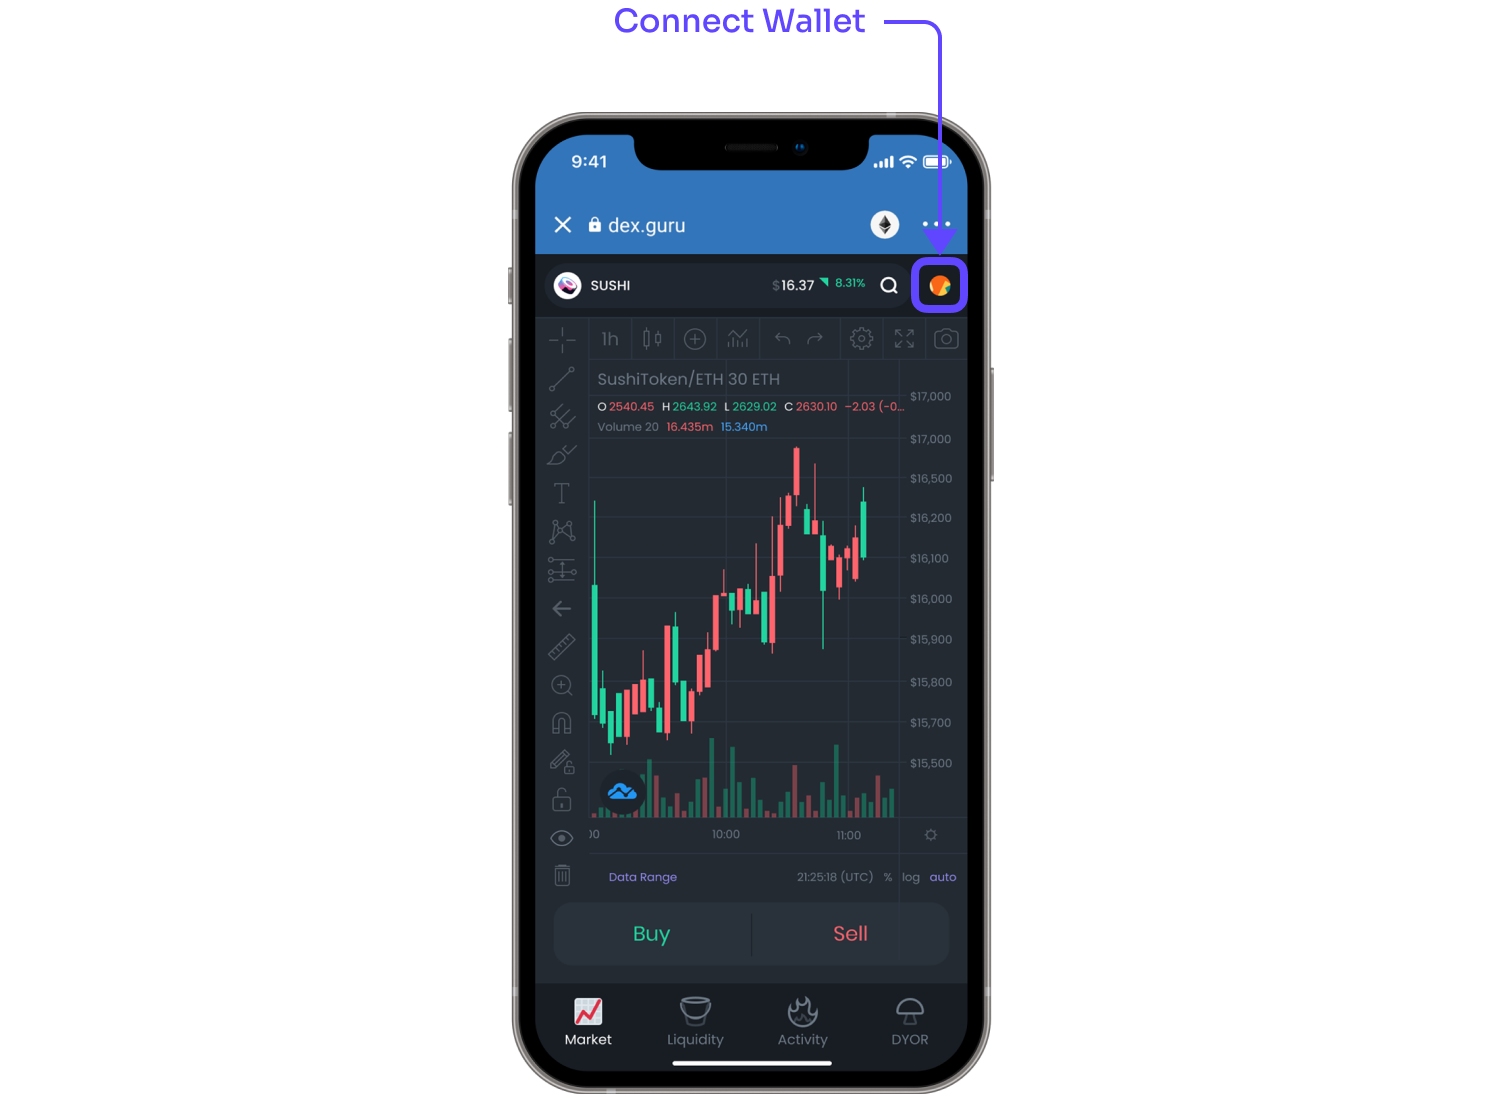 Connect Wallet
9:41
dex.guru
SUSHI $16.37 8.31%
1h
SushiToken/ETH 30 ETH
O 2540.45 H 2643.92 L 2629.02 C 2630.10 −2.03 (−0...
Volume 20 16.435m 15.340m
$17,000
$17,000
$16,500
$16,200
$16,100
$16,000
$15,900
$15,800
$15,700
$15,500
00 10:00 11:00
Data Range 21:25:18 (UTC) % log auto
Buy Sell
Market Liquidity Activity DYOR